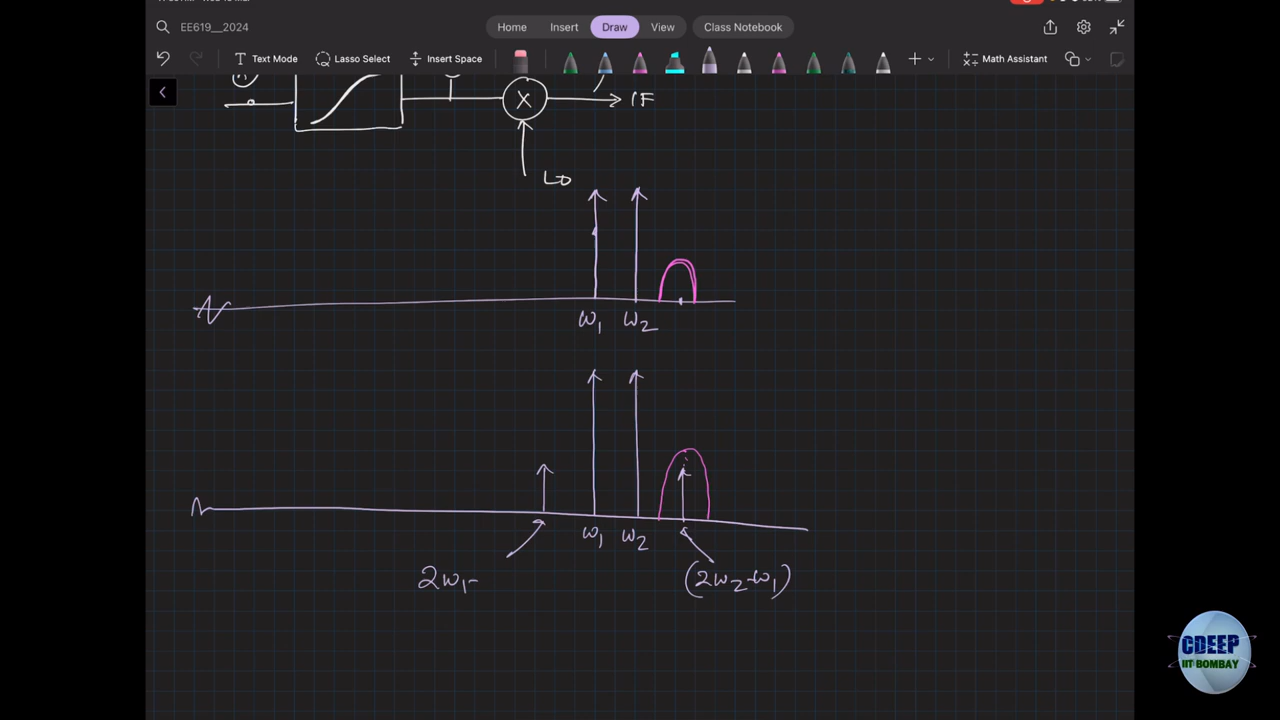 EE619__2024
Home Insert Draw View Class Notebook
Text Mode Lasso Select Insert Space Math Assistant
X IF
LO
ω1 ω2
ω1 ω2
2ω1- (2ω2-ω1)
CDEEP
IIT BOMBAY